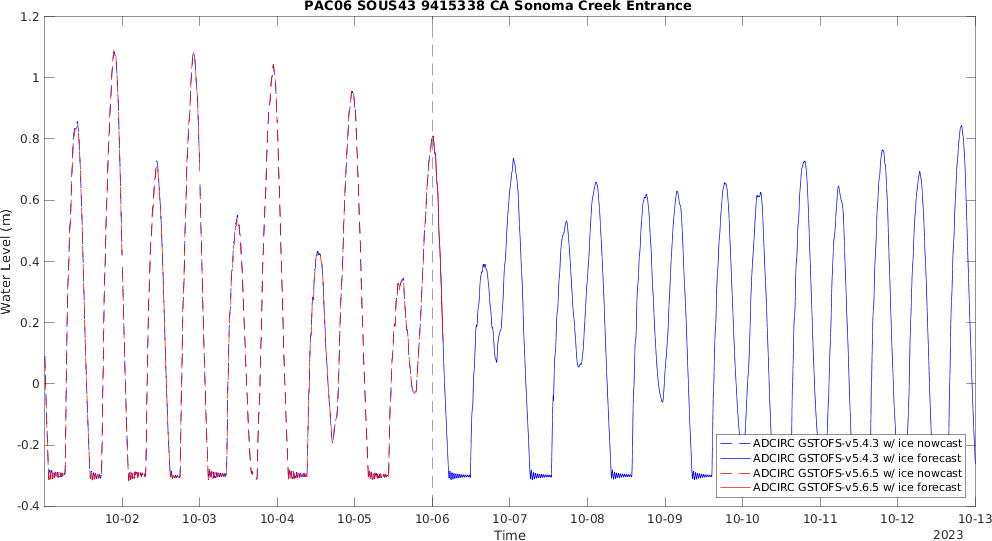 PAC06 SOUS43 9415338 CA Sonoma Creek Entrance
1.2
1
0.8
0.6
0.4
0.2
0
-0.2
-0.4
Water Level (m)
ADCIRC GSTOFS-v5.4.3 w/ ice nowcast
ADCIRC GSTOFS-v5.4.3 w/ ice forecast
ADCIRC GSTOFS-v5.6.5 w/ ice nowcast
ADCIRC GSTOFS-v5.6.5 w/ ice forecast
10-02 10-03 10-04 10-05 10-06 10-07 10-08 10-09 10-10 10-11 10-12 10-13
Time
2023